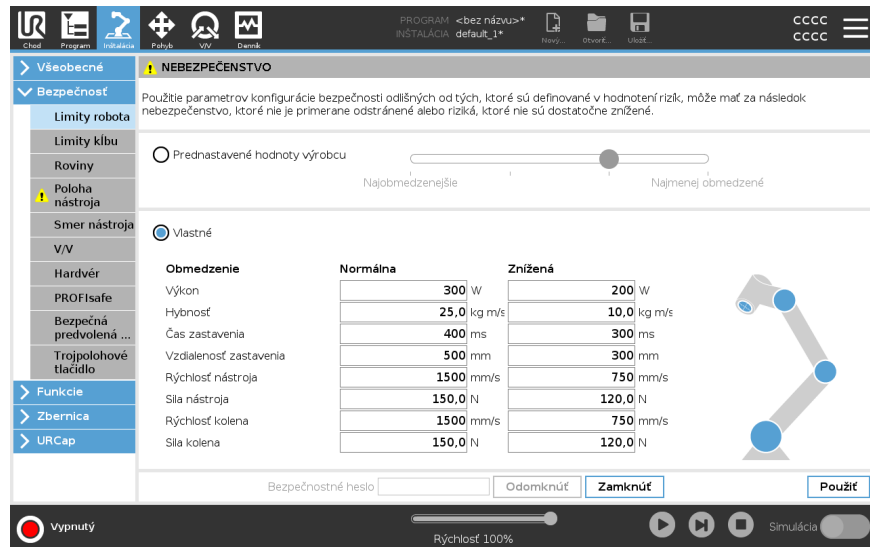 UR
Chod
Program
Inštalácia
Pohyb
V/V
Denník
PROGRAM <bez názvu>*
INŠTALÁCIA default_1*
Nový...
Otvoriť...
Uložiť...
cccc
cccc
Všeobecné
Bezpečnosť
Limity robota
Limity kĺbu
Roviny
Poloha
nástroja
Smer nástroja
V/V
Hardvér
PROFIsafe
Bezpečná
predvolená ...
Trojpolohové
tlačidlo
Funkcie
Zbernica
URCap
NEBEZPEČENSTVO
Použitie parametrov konfigurácie bezpečnosti odlišných od tých, ktoré sú definované v hodnotení rizík, môže mať za následok
nebezpečenstvo, ktoré nie je primerane odstránené alebo riziká, ktoré nie sú dostatočne znížené.
Prednastavené hodnoty výrobcu
Najobmedzenejšie Najmenej obmedzené
Vlastné
Obmedzenie Normálna Znížená
Výkon 300 W 200 W
Hybnosť 25,0 kg m/s 10,0 kg m/s
Čas zastavenia 400 ms 300 ms
Vzdialenosť zastavenia 500 mm 300 mm
Rýchlosť nástroja 1500 mm/s 750 mm/s
Sila nástroja 150,0 N 120,0 N
Rýchlosť kolena 1500 mm/s 750 mm/s
Sila kolena 150,0 N 120,0 N
Bezpečnostné heslo Odomknúť Zamknúť Použiť
Vypnutý
Rýchlosť 100%
Simulácia